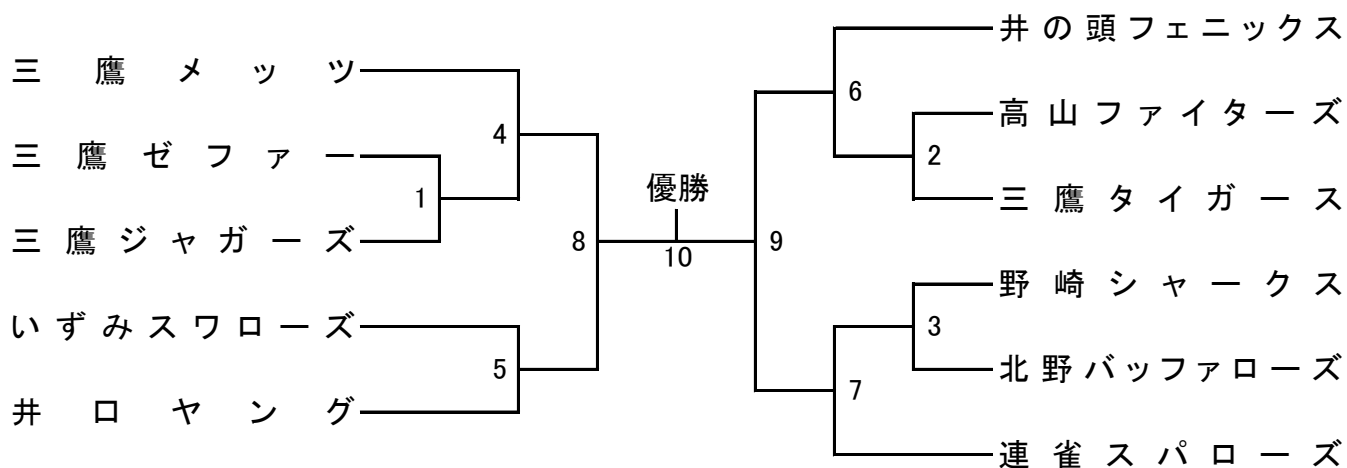 三鷹メッツ
三鷹ゼファー
三鷹ジャガーズ
いずみスワローズ
井口ヤング
4
1
8
5
優勝
10
9
6
2
3
7
井の頭フェニックス
高山ファイターズ
三鷹タイガース
野崎シャークス
北野バッファローズ
連雀スパローズ